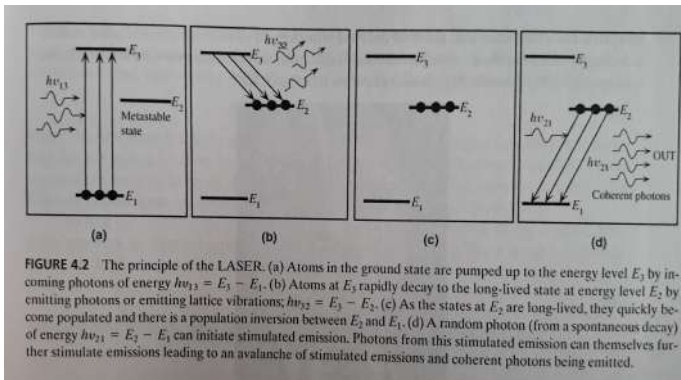 E₃
hυ₁₃
E₂
Metastable
state
E₁
(a)
hυ₃₂
E₃
E₂
E₁
(b)
E₃
E₂
E₁
(c)
E₃
hυ₂₁
E₂
hυ₂₁
OUT
Coherent photons
E₁
(d)
FIGURE 4.2 The principle of the LASER. (a) Atoms in the ground state are pumped up to the energy level E₃ by in-
coming photons of energy hυ₁₃ = E₃ − E₁. (b) Atoms at E₃ rapidly decay to the long-lived state at energy level E₂ by
emitting photons or emitting lattice vibrations; hυ₃₂ = E₃ − E₂. (c) As the states at E₂ are long-lived, they quickly be-
come populated and there is a population inversion between E₂ and E₁. (d) A random photon (from a spontaneous decay)
of energy hυ₂₁ = E₂ − E₁ can initiate stimulated emission. Photons from this stimulated emission can themselves fur-
ther stimulate emissions leading to an avalanche of stimulated emissions and coherent photons being emitted.